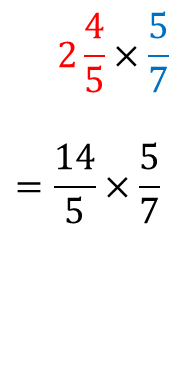 2 4/5 × 5/7
= 14/5 × 5/7